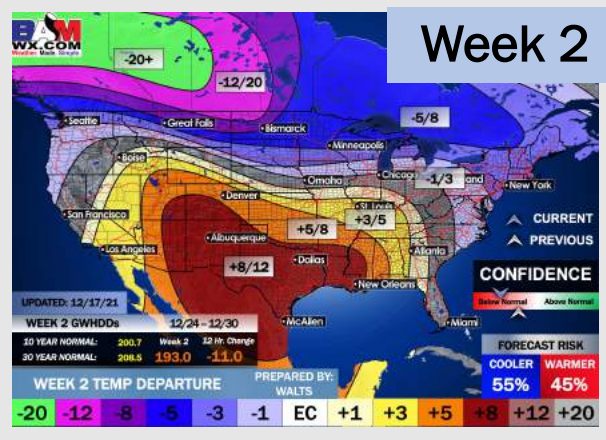 Week 2
BAM
WX.COM
Weather. Made. Simple.
-20+
-12/20
-5/8
Seattle
Great Falls
Bismarck
Minneapolis
Boise
Chicago
-1/3
and
Omaha
New York
Denver
St. Louis
+3/5
San Francisco
CURRENT
+5/8
PREVIOUS
Albuquerque
Los Angeles
Atlanta
+8/12
Dallas
CONFIDENCE
New Orleans
Below Normal
Above Normal
UPDATED: 12/17/21
WEEK 2 GWHDDs
12/24 - 12/30
McAllen
Miami
10 YEAR NORMAL: 200.7
Week 2
12 Hr. Change
30 YEAR NORMAL: 208.5
193.0
-11.0
FORECAST RISK
COOLER
WARMER
55%
45%
WEEK 2 TEMP DEPARTURE
PREPARED BY:
WALTS
-20 -12 -8 -5 -3 -1 EC +1 +3 +5 +8 +12 +20